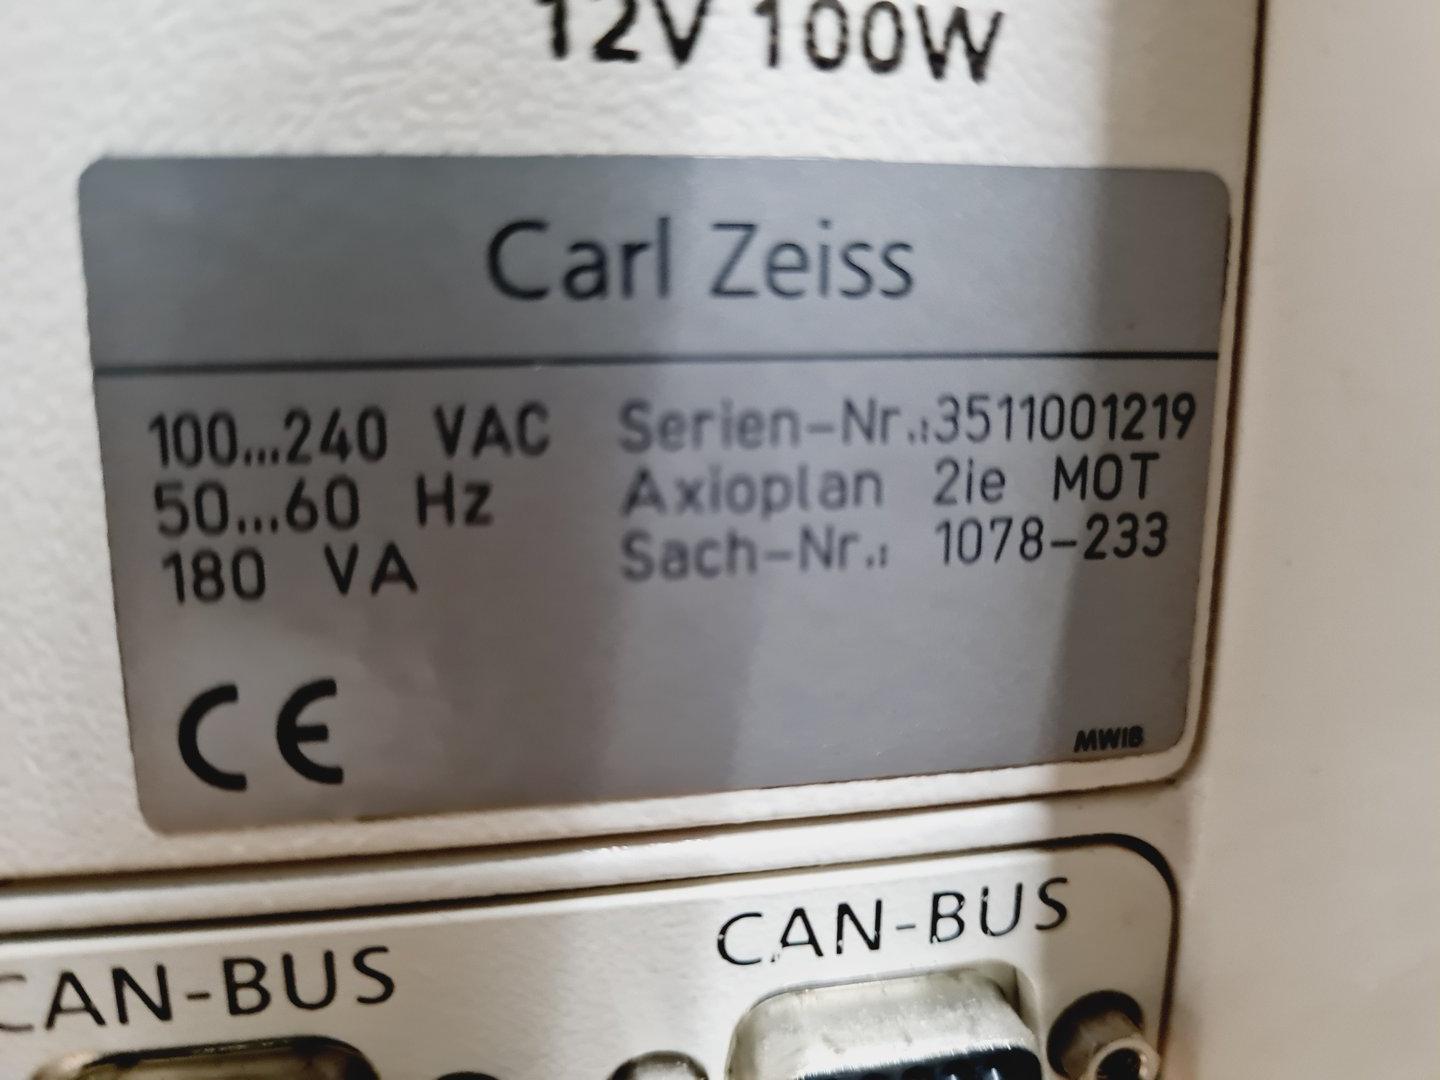 12V 100W
Carl Zeiss
100...240 VAC Serien-Nr.:3511001219
50...60 Hz Axioplan 2ie MOT
180 VA Sach-Nr.: 1078-233
CE
MWIB
CAN-BUS CAN-BUS